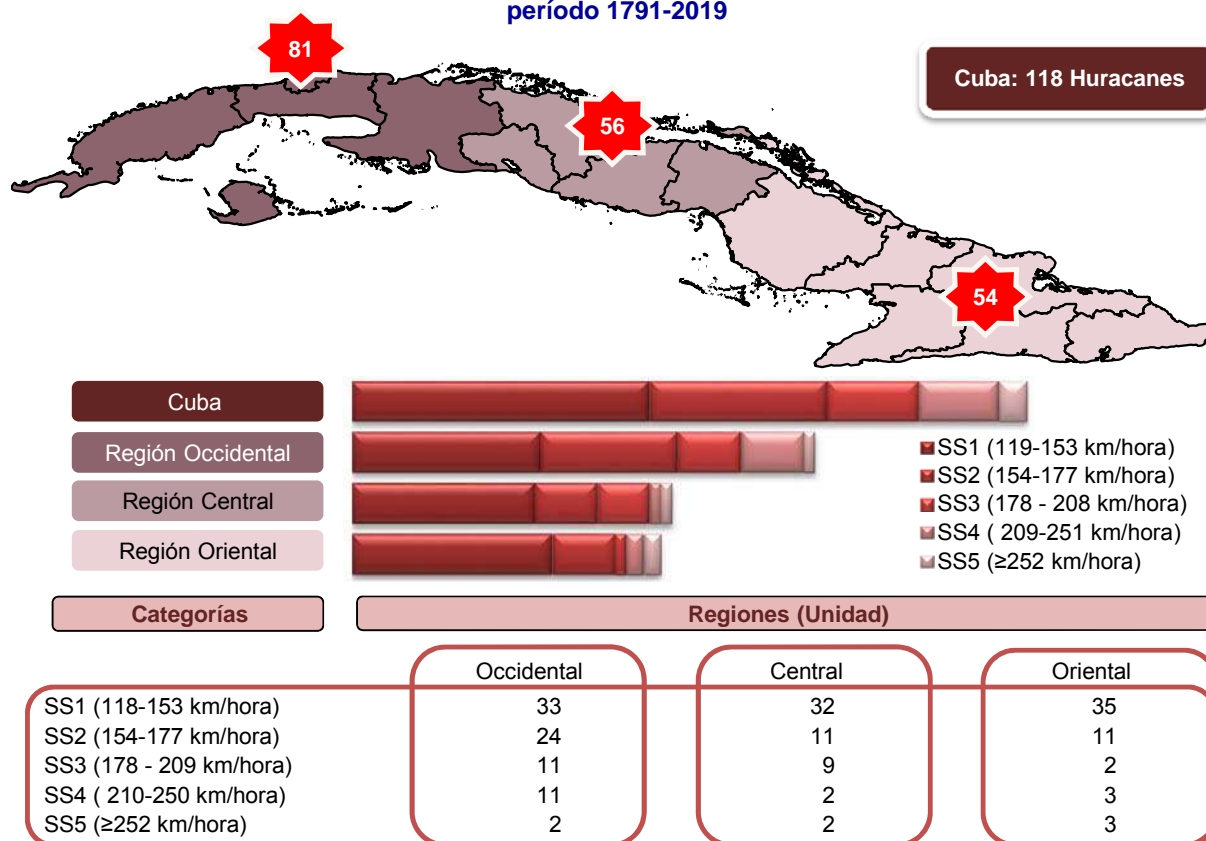 período 1791-2019
81
Cuba: 118 Huracanes
56
54
Cuba
Región Occidental
Región Central
Región Oriental
SS1 (119-153 km/hora)
SS2 (154-177 km/hora)
SS3 (178 - 208 km/hora)
SS4 ( 209-251 km/hora)
SS5 (≥252 km/hora)
Categorías Regiones (Unidad)
Occidental Central Oriental
SS1 (118-153 km/hora) 33 32 35
SS2 (154-177 km/hora) 24 11 11
SS3 (178 - 209 km/hora) 11 9 2
SS4 ( 210-250 km/hora) 11 2 3
SS5 (≥252 km/hora) 2 2 3